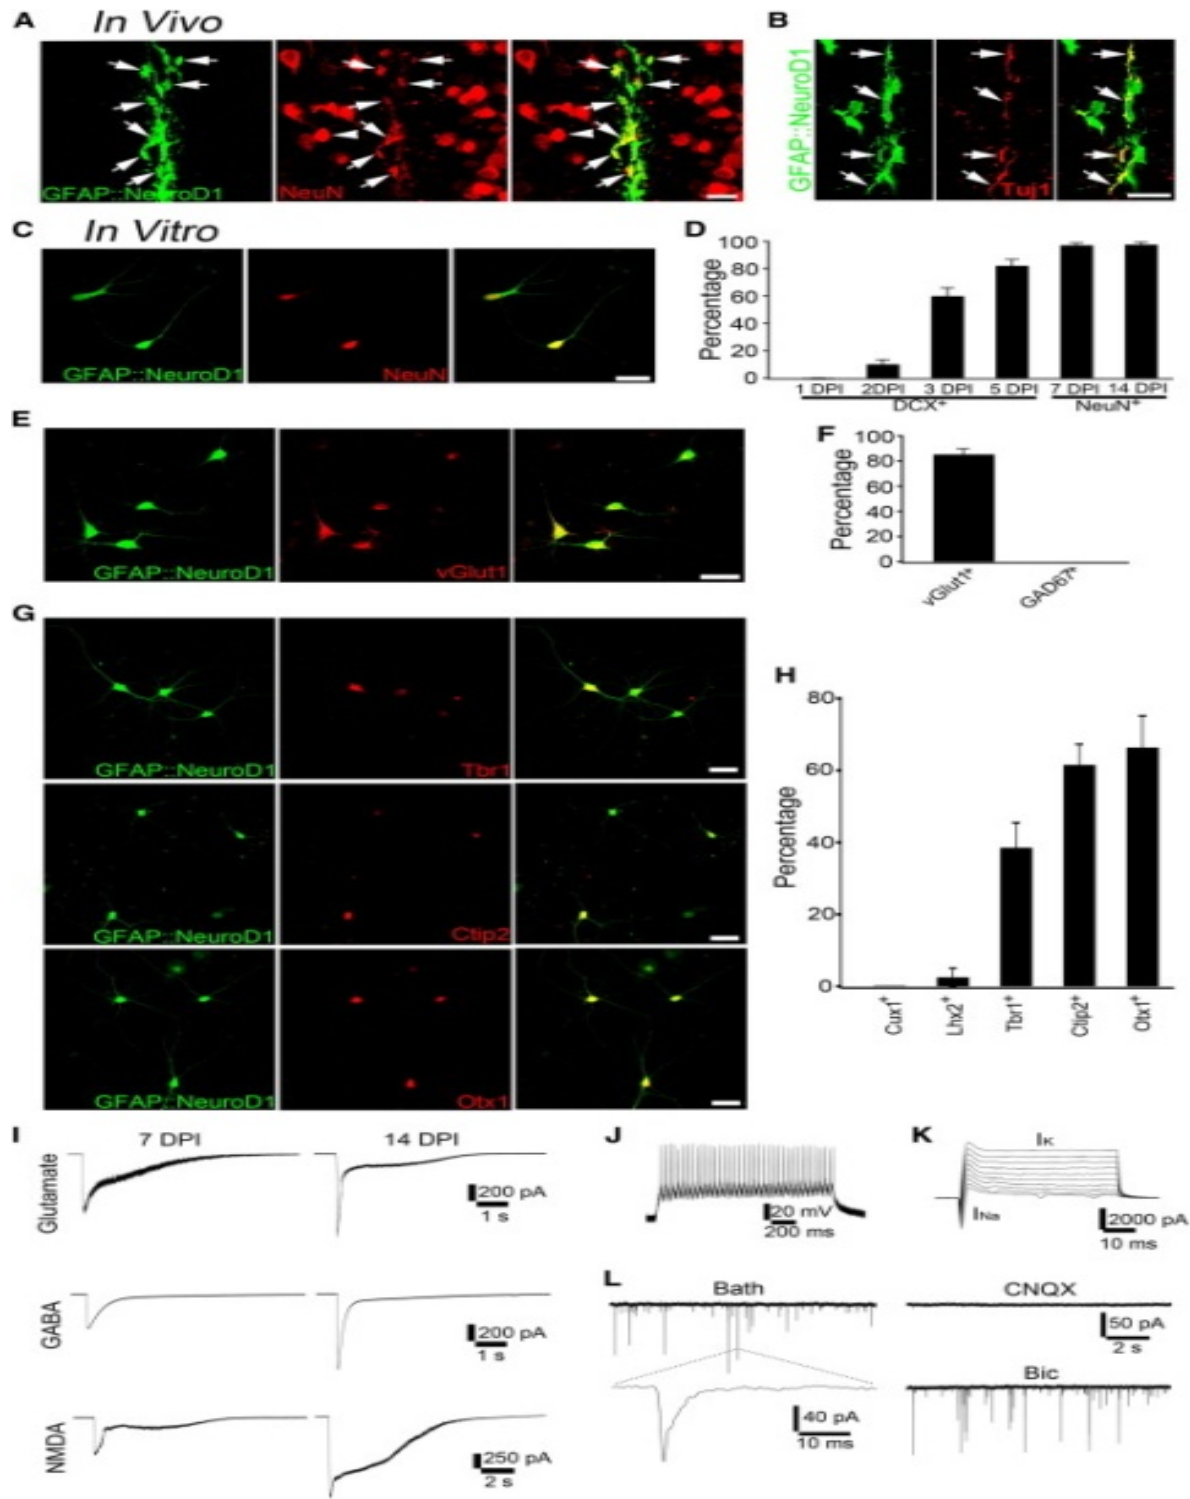 A In Vivo
GFAP::NeuroD1
NeuN
B
GFAP::NeuroD1
Tuj1
C In Vitro
GFAP::NeuroD1
NeuN
D
Percentage
100
80
60
40
20
0
1 DPI 2DPI 3 DPI 5 DPI 7 DPI 14 DPI
DCX+ NeuN+
E
GFAP::NeuroD1
vGlut1
F
Percentage
100
80
60
40
20
0
vGlut1+ GAD67+
G
GFAP::NeuroD1
Tbr1
GFAP::NeuroD1
Ctip2
GFAP::NeuroD1
Otx1
H
Percentage
80
60
40
20
0
Cux1+ Lhx2+ Tbr1+ Ctip2+ Otx1+
I
7 DPI 14 DPI
Glutamate
200 pA
1 s
GABA
200 pA
1 s
NMDA
250 pA
2 s
J
20 mV
200 ms
K
IK
INa
2000 pA
10 ms
L
Bath
40 pA
10 ms
CNQX
50 pA
2 s
Bic